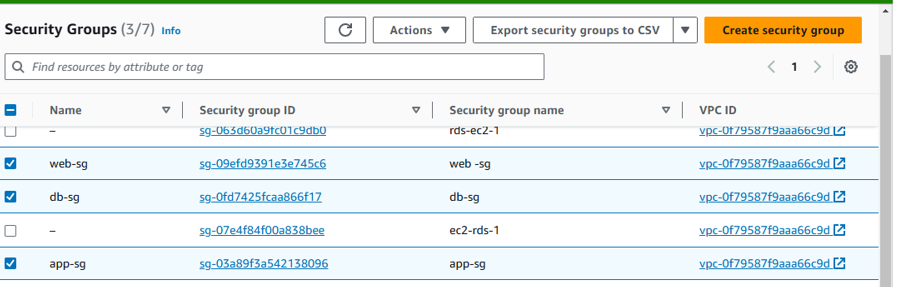 Security Groups (3/7) Info
Actions
Export security groups to CSV
Create security group
Find resources by attribute or tag
1
Name Security group ID Security group name VPC ID
– sg-063d60a9fc01c9db0 rds-ec2-1 vpc-0f79587f9aaa66c9d
web-sg sg-09efd9391e3e745c6 web -sg vpc-0f79587f9aaa66c9d
db-sg sg-0fd7425fcaa866f17 db-sg vpc-0f79587f9aaa66c9d
– sg-07e4f84f00a838bee ec2-rds-1 vpc-0f79587f9aaa66c9d
app-sg sg-03a89f3a542138096 app-sg vpc-0f79587f9aaa66c9d